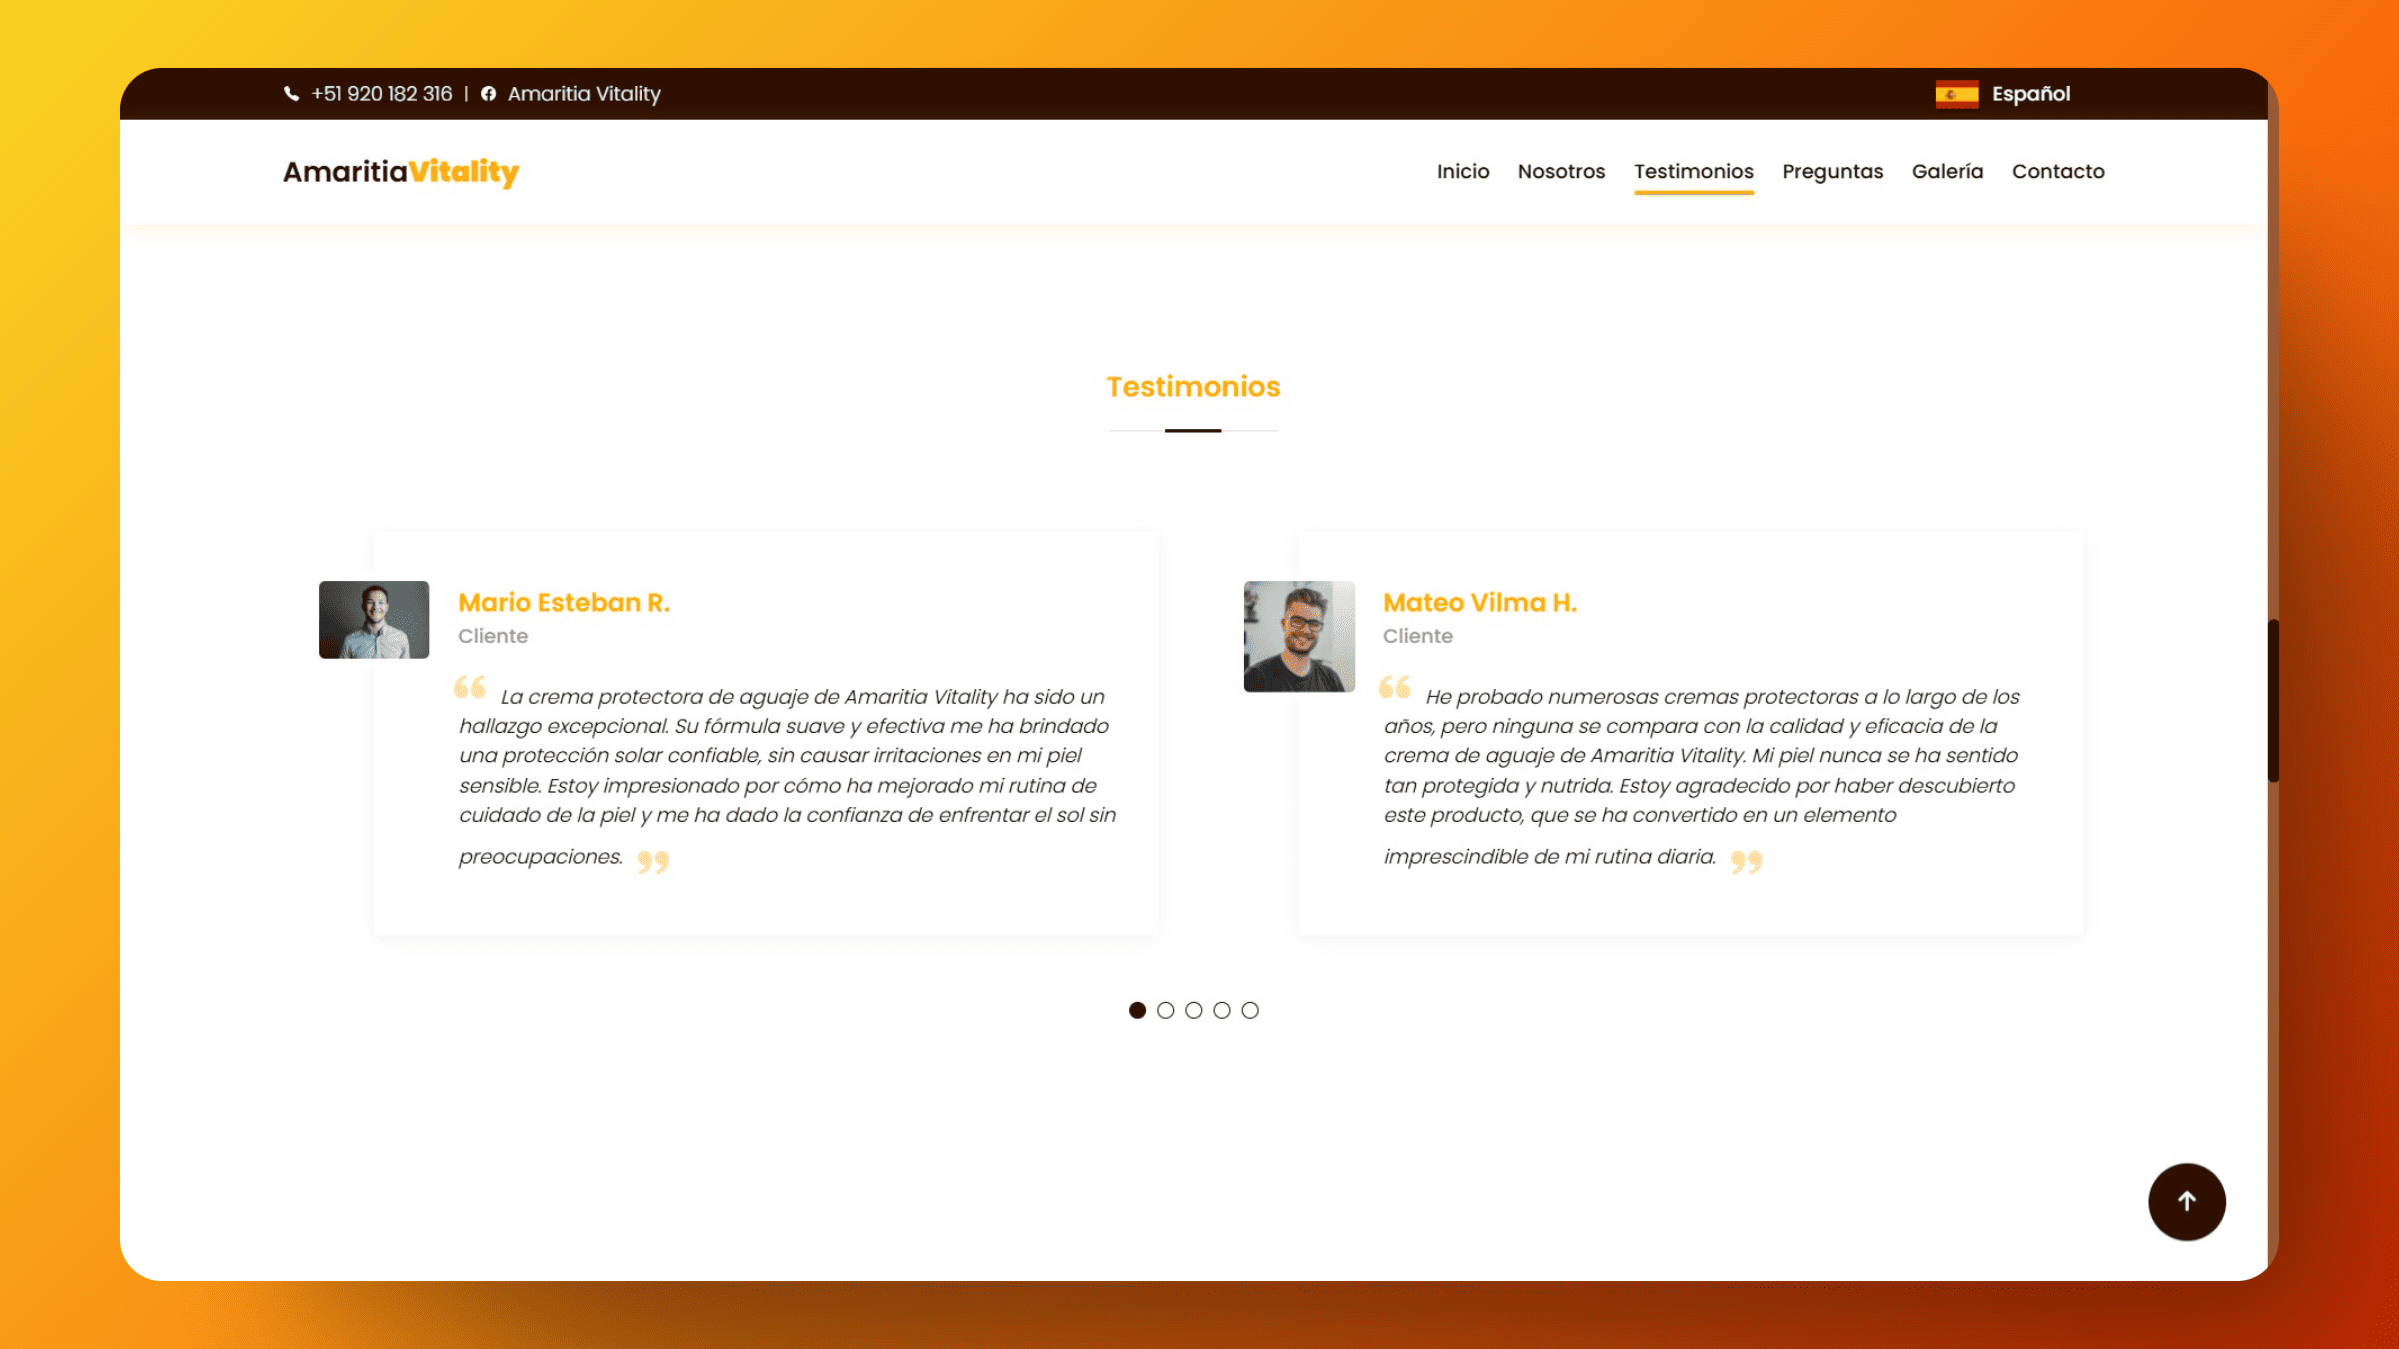 +51 920 182 316 | Amaritia Vitality
Español
AmaritiaVitality
Inicio Nosotros Testimonios Preguntas Galería Contacto
Testimonios
Mario Esteban R.
Cliente
“ La crema protectora de aguaje de Amaritia Vitality ha sido un
hallazgo excepcional. Su fórmula suave y efectiva me ha brindado
una protección solar confiable, sin causar irritaciones en mi piel
sensible. Estoy impresionado por cómo ha mejorado mi rutina de
cuidado de la piel y me ha dado la confianza de enfrentar el sol sin
preocupaciones. ”
Mateo Vilma H.
Cliente
“ He probado numerosas cremas protectoras a lo largo de los
años, pero ninguna se compara con la calidad y eficacia de la
crema de aguaje de Amaritia Vitality. Mi piel nunca se ha sentido
tan protegida y nutrida. Estoy agradecido por haber descubierto
este producto, que se ha convertido en un elemento
imprescindible de mi rutina diaria. ”